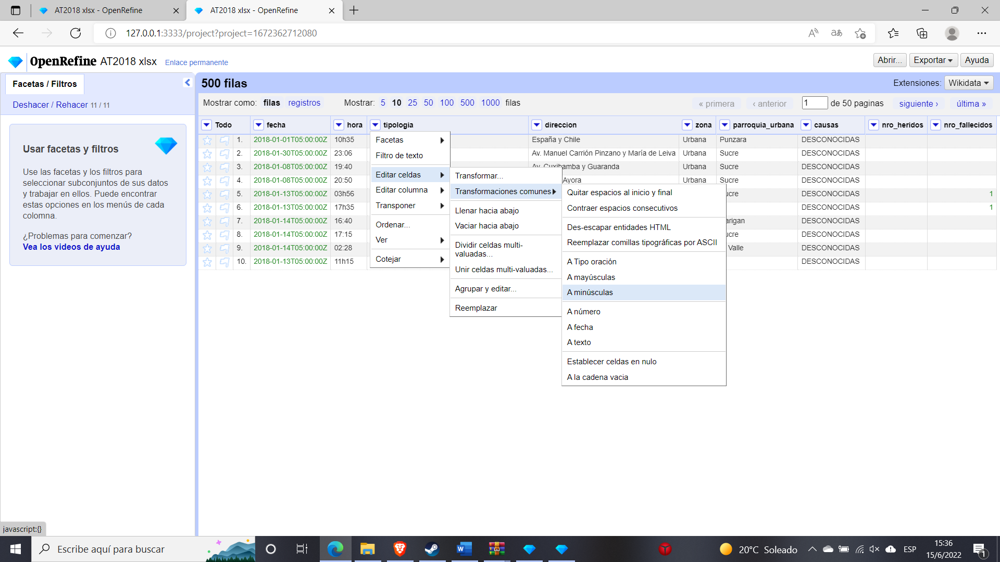 AT2018 xlsx - OpenRefine
AT2018 xlsx - OpenRefine
127.0.0.1:3333/project?project=1672362712080
OpenRefine AT2018 xlsx Enlace permanente
Abrir... Exportar Ayuda
Facetas / Filtros
Deshacer / Rehacer 11 / 11
500 filas
Extensiones: Wikidata
Mostrar como: filas registros Mostrar: 5 10 25 50 100 500 1000 filas
« primera ‹ anterior 1 de 50 paginas siguiente › última »
Todo fecha hora tipologia direccion zona parroquia_urbana causas nro_heridos nro_fallecidos
1. 2018-01-01T05:00:00Z 10h35 España y Chile Urbana Punzara DESCONOCIDAS
2. 2018-01-30T05:00:00Z 23:06 Av. Manuel Carrión Pinzano y María de Leiva Urbana Sucre DESCONOCIDAS
3. 2018-01-08T05:00:00Z 19:40 Av. Cuxibamba y Guaranda Urbana Sucre DESCONOCIDAS
4. 2018-01-08T05:00:00Z 20:50 Ayora Urbana Sucre DESCONOCIDAS
5. 2018-01-13T05:00:00Z 03h56 ucre DESCONOCIDAS 1
6. 2018-01-13T05:00:00Z 17h35 DESCONOCIDAS 1
7. 2018-01-14T05:00:00Z 16:40 arigan DESCONOCIDAS
8. 2018-01-14T05:00:00Z 17:15 ucre DESCONOCIDAS
9. 2018-01-14T05:00:00Z 02:28 Valle DESCONOCIDAS
10. 2018-01-13T05:00:00Z 11h15 DESCONOCIDAS
Usar facetas y filtros
Use las facetas y los filtros para
seleccionar subconjuntos de sus datos
y trabajar en ellos. Puede encontrar
estas opciones en los menús de cada
colomna.
¿Problemas para comenzar?
Vea los videos de ayuda
Facetas
Filtro de texto
Editar celdas
Editar columna
Transponer
Ordenar...
Ver
Cotejar
Transformar...
Transformaciones comunes
Llenar hacia abajo
Vaciar hacia abajo
Dividir celdas multi-
valuadas...
Unir celdas multi-valuadas...
Agrupar y editar...
Reemplazar
Quitar espacios al inicio y final
Contraer espacios consecutivos
Des-escapar entidades HTML
Reemplazar comillas tipográficas por ASCII
A Tipo oración
A mayúsculas
A minúsculas
A número
A fecha
A texto
Establecer celdas en nulo
A la cadena vacia
javascript:{}
Escribe aquí para buscar
20°C Soleado
ESP
15:36
15/6/2022
1